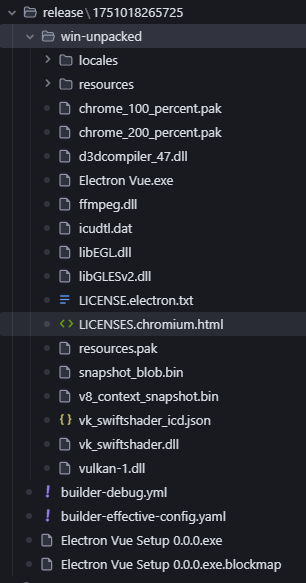 release\1751018265725
win-unpacked
locales
resources
chrome_100_percent.pak
chrome_200_percent.pak
d3dcompiler_47.dll
Electron Vue.exe
ffmpeg.dll
icudtl.dat
libEGL.dll
libGLESv2.dll
LICENSE.electron.txt
<> LICENSES.chromium.html
resources.pak
snapshot_blob.bin
v8_context_snapshot.bin
{} vk_swiftshader_icd.json
vk_swiftshader.dll
vulkan-1.dll
! builder-debug.yml
! builder-effective-config.yaml
Electron Vue Setup 0.0.0.exe
Electron Vue Setup 0.0.0.exe.blockmap